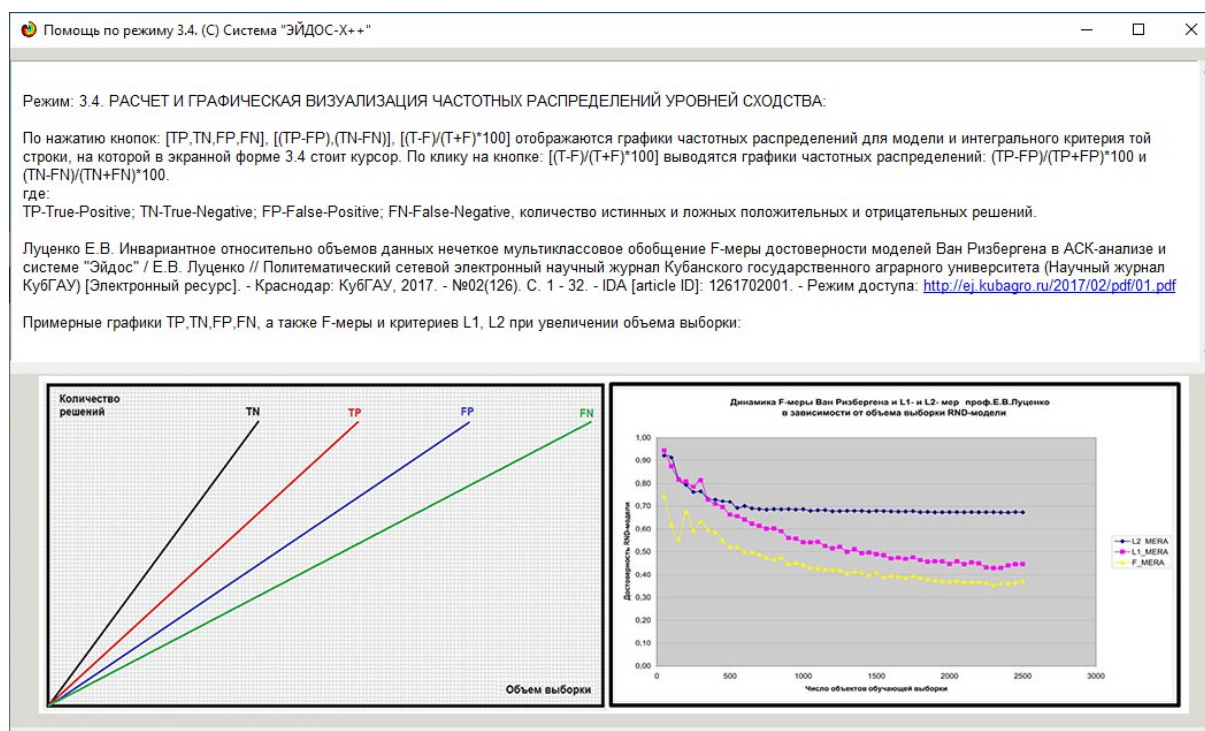 Помощь по режиму 3.4. (C) Система "ЭЙДОС-X++"
Режим: 3.4. РАСЧЕТ И ГРАФИЧЕСКАЯ ВИЗУАЛИЗАЦИЯ ЧАСТОТНЫХ РАСПРЕДЕЛЕНИЙ УРОВНЕЙ СХОДСТВА:
По нажатию кнопок: [TP,TN,FP,FN], [(TP-FP),(TN-FN)], [(T-F)/(T+F)*100] отображаются графики частотных распределений для модели и интегрального критерия той
строки, на которой в экранной форме 3.4 стоит курсор. По клику на кнопке: [(T-F)/(T+F)*100] выводятся графики частотных распределений: (TP-FP)/(TP+FP)*100 и
(TN-FN)/(TN+FN)*100.
где:
TP-True-Positive; TN-True-Negative; FP-False-Positive; FN-False-Negative, количество истинных и ложных положительных и отрицательных решений.
Луценко Е.В. Инвариантное относительно объемов данных нечеткое мультиклассовое обобщение F-меры достоверности моделей Ван Ризбергена в АСК-анализе и
системе "Эйдос" / Е.В. Луценко // Политематический сетевой электронный научный журнал Кубанского государственного аграрного университета (Научный журнал
КубГАУ) [Электронный ресурс]. - Краснодар: КубГАУ, 2017. - №02(126). С. 1 - 32. - IDA [article ID]: 1261702001. - Режим доступа: http://ej.kubagro.ru/2017/02/pdf/01.pdf
Примерные графики TP,TN,FP,FN, а также F-меры и критериев L1, L2 при увеличении объема выборки:
Количество
решений
TN
TP
FP
FN
Объем выборки
Динамика F-меры Ван Ризбергена и L1- и L2- мер проф.Е.В.Луценко
в зависимости от объема выборки RND-модели
Достоверность RND-модели
1,00
0,90
0,80
0,70
0,60
0,50
0,40
0,30
0,20
0,10
0,00
0
500
1000
1500
2000
2500
3000
Число объектов обучающей выборки
L2_MERA
L1_MERA
F_MERA